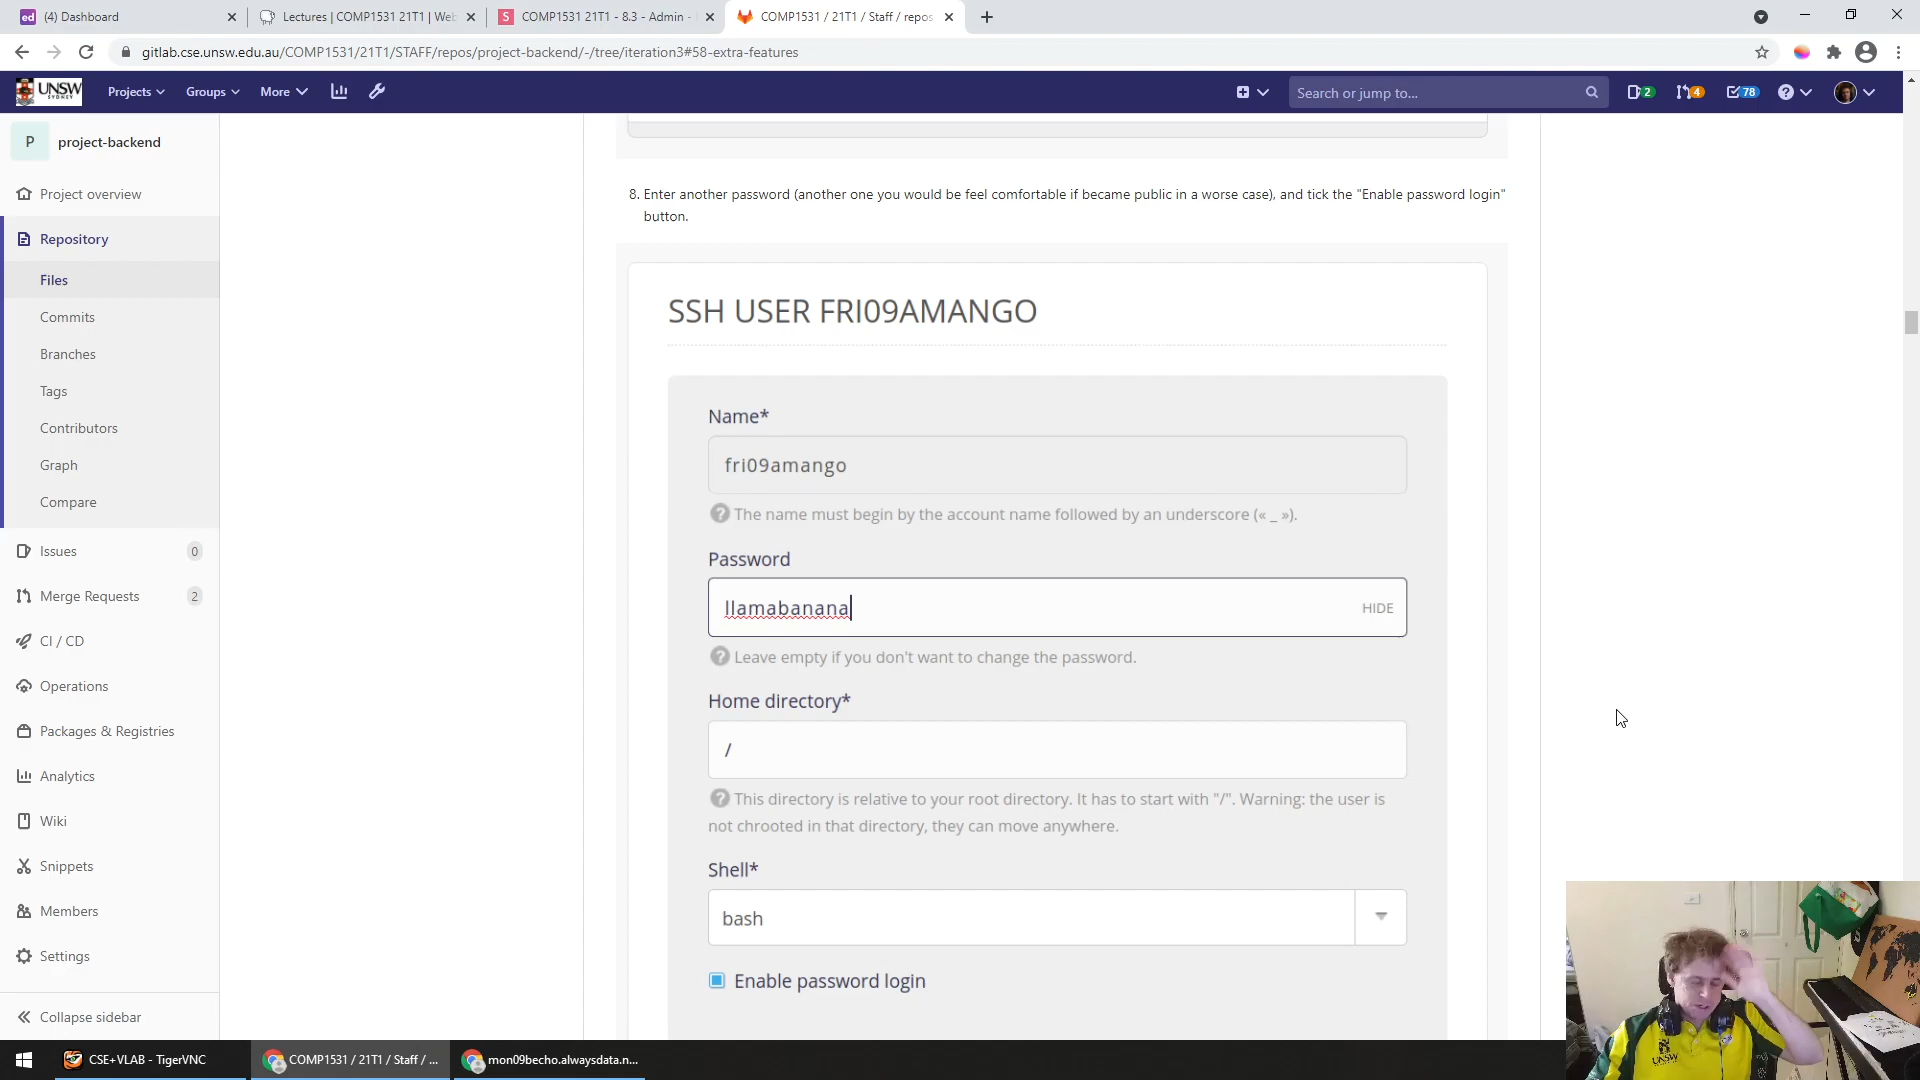 (4) Dashboard
Lectures | COMP1531 21T1 | Web
COMP1531 21T1 - 8.3 - Admin -
COMP1531 / 21T1 / Staff / repos
gitlab.cse.unsw.edu.au/COMP1531/21T1/STAFF/repos/project-backend/-/tree/iteration3#58-extra-features
UNSW
SYDNEY
Projects
Groups
More
Search or jump to...
2
4
78
P
project-backend
Project overview
Repository
Files
Commits
Branches
Tags
Contributors
Graph
Compare
Issues
0
Merge Requests
2
CI / CD
Operations
Packages & Registries
Analytics
Wiki
Snippets
Members
Settings
Collapse sidebar
8. Enter another password (another one you would be feel comfortable if became public in a worse case), and tick the "Enable password login"
button.
SSH USER FRI09AMANGO
Name*
fri09amango
The name must begin by the account name followed by an underscore (« _ »).
Password
llamabanana
HIDE
Leave empty if you don't want to change the password.
Home directory*
/
This directory is relative to your root directory. It has to start with "/". Warning: the user is
not chrooted in that directory, they can move anywhere.
Shell*
bash
Enable password login
CSE+VLAB - TigerVNC
COMP1531 / 21T1 / Staff / ...
mon09becho.alwaysdata.n...
UNSW